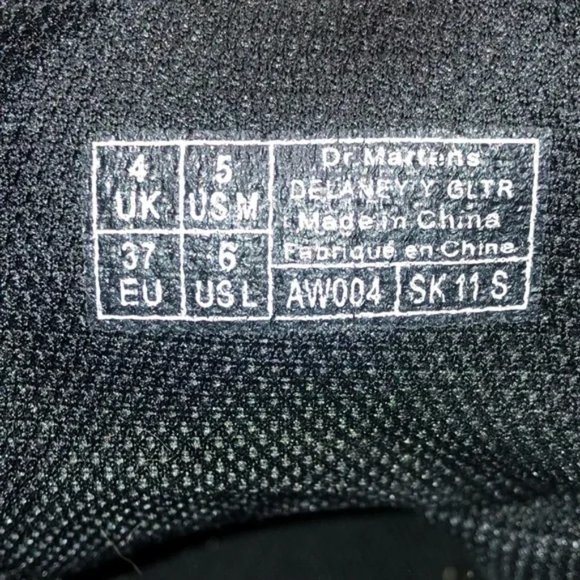 4 UK
5 US M
37 EU
6 US L
Dr. Martens
DELANEY Y GLTR
Made in China
Fabriqué en Chine
AW004
SK 11 S